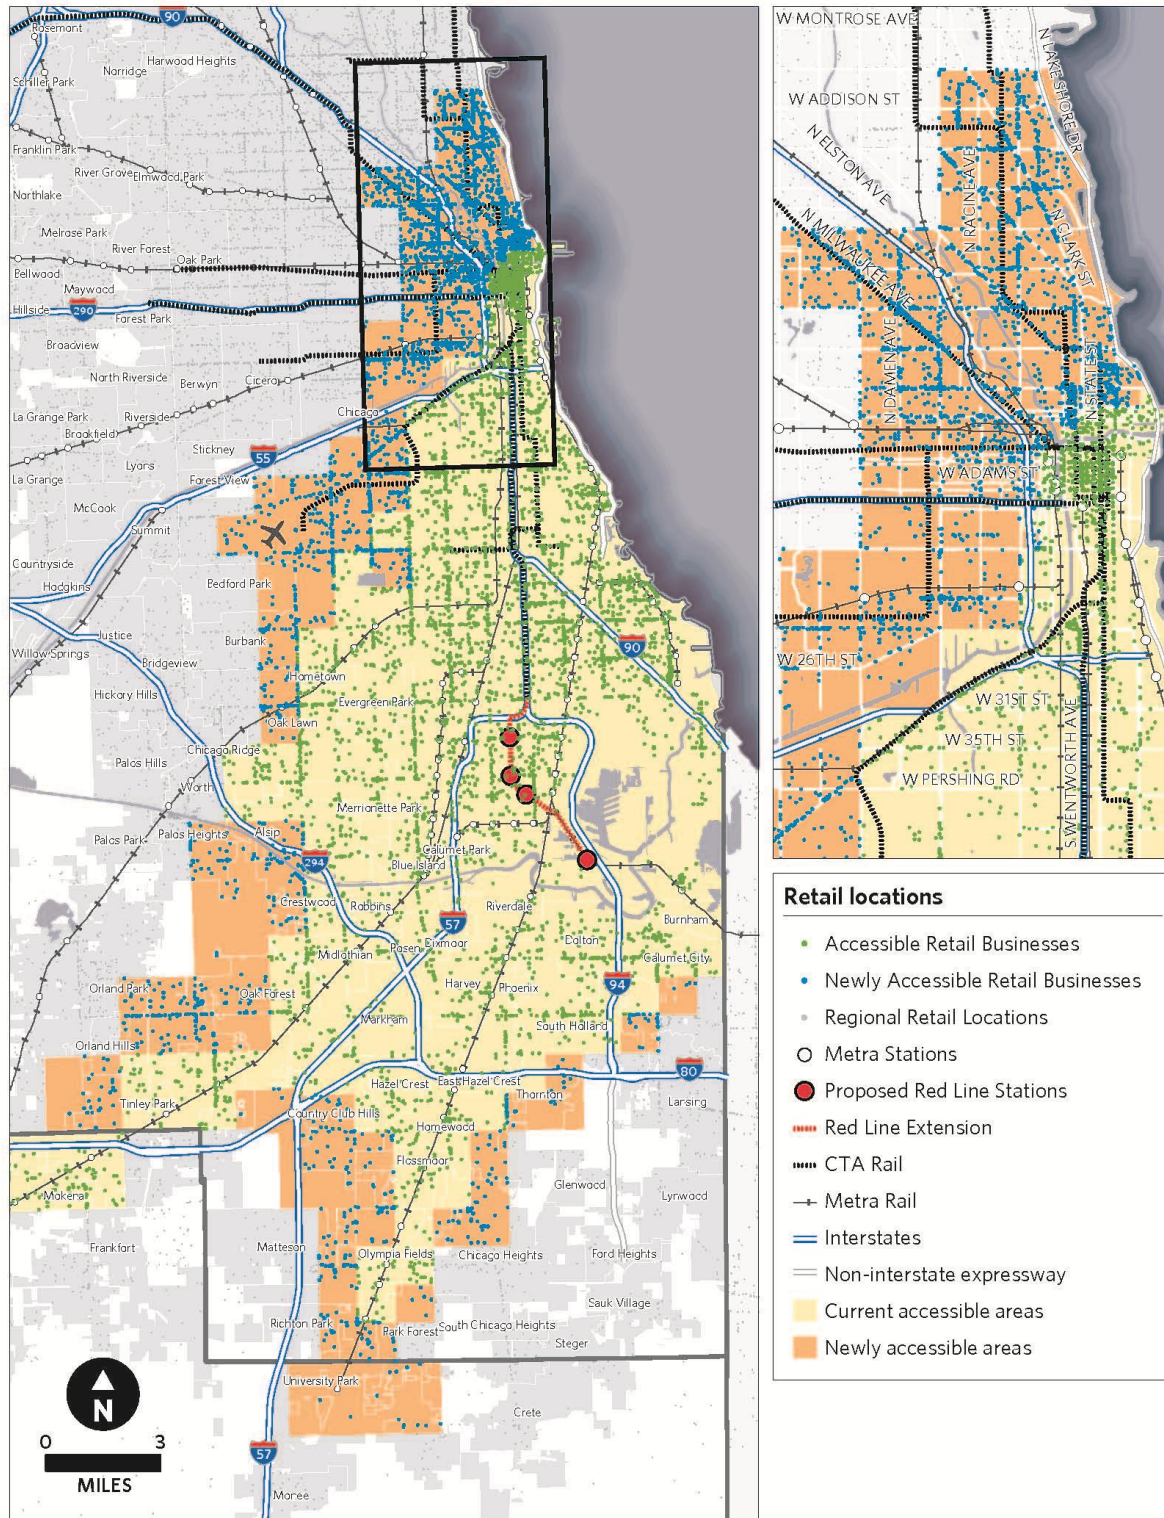 90
Rosemont
Harwood Heights
Norridge
Schiller Park
Franklin Park
River Grove
Elmwood Park
Northlake
Melrose Park
River Forest
Oak Park
Bellwood
Maywood
Hillside
290
Forest Park
Broadview
North Riverside
Berwyn
Cicero
La Grange Park
Riverside
Brookfield
Chicago
Stickney
Lyons
55
La Grange
Forest View
McCook
Summit
Countryside
Hodgkins
Bedford Park
Justice
Burbank
Willow Springs
Bridgeview
90
Hickory Hills
Hometown
Evergreen Park
Oak Lawn
Chicago Ridge
Palos Hills
Worth
Merrionette Park
Palos Park
Palos Heights
Alsip
Calumet Park
294
Blue Island
Crestwood
Robbins
Riverdale
57
Burnham
Posen
Dixmoor
Dolton
Midlothian
Calumet City
Orland Park
Oak Forest
Harvey
Phoenix
94
Markham
South Holland
Orland Hills
80
Hazel Crest
East Hazel Crest
Thornton
Lansing
Tinley Park
Country Club Hills
Homewood
Flossmoor
Glenwood
Lynwood
Mokena
Frankfort
Matteson
Olympia Fields
Chicago Heights
Ford Heights
Richton Park
Park Forest
South Chicago Heights
Sauk Village
Steger
University Park
Crete
N
0 3
MILES
57
Monee
W MONTROSE AVE
N LAKE SHORE DR
W ADDISON ST
N ELSTON AVE
N RACINE AVE
N CLARK ST
N MILWAUKEE AVE
N DAMEN AVE
N STATE ST
W ADAMS ST
W 26TH ST
W 31ST ST
W 35TH ST
W PERSHING RD
S WENTWORTH AVE
Retail locations
Accessible Retail Businesses
Newly Accessible Retail Businesses
Regional Retail Locations
Metra Stations
Proposed Red Line Stations
Red Line Extension
CTA Rail
Metra Rail
Interstates
Non-interstate expressway
Current accessible areas
Newly accessible areas